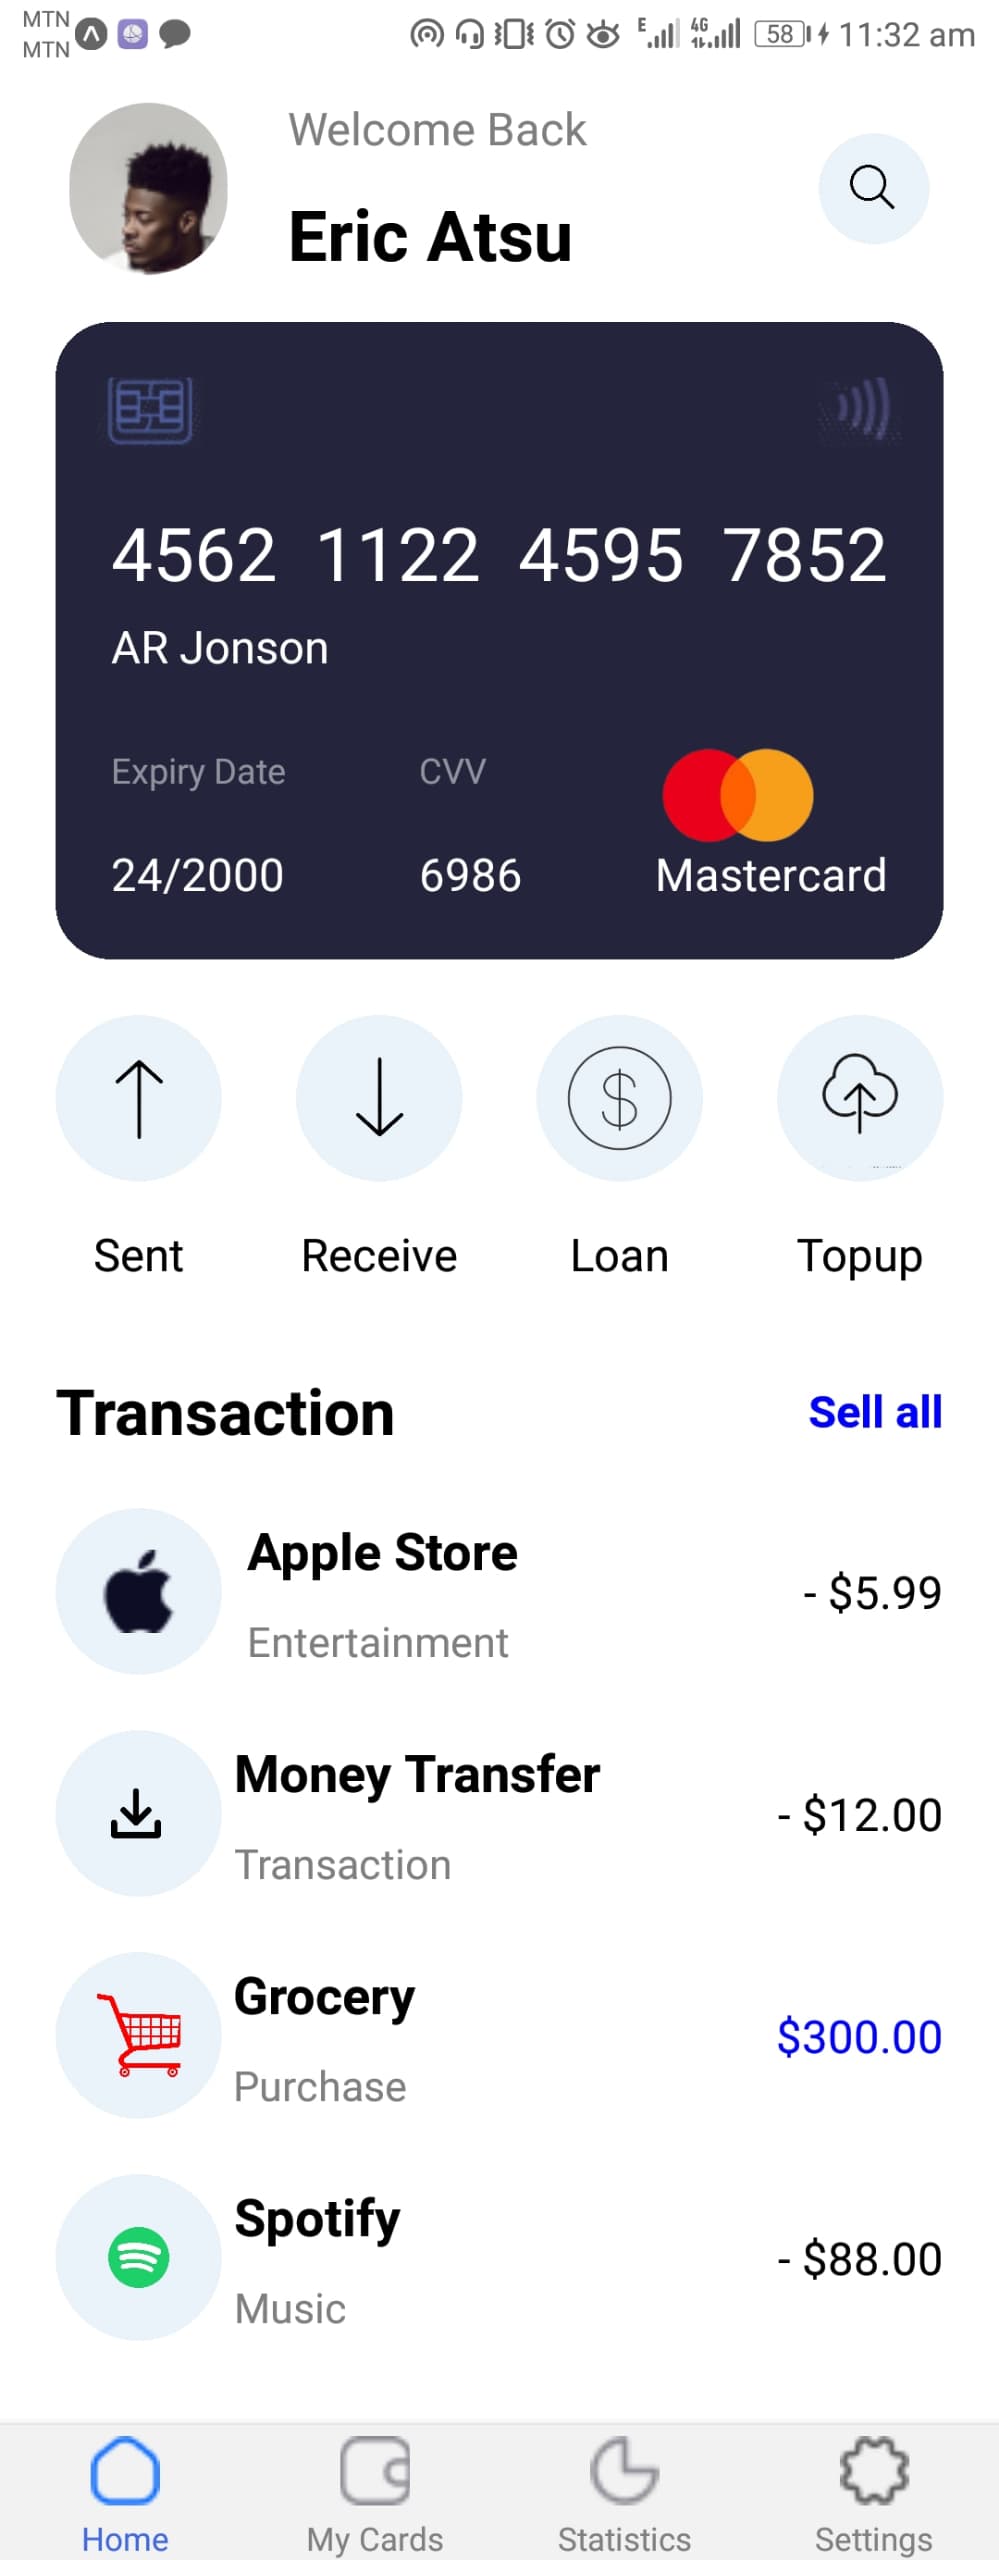 MTN
MTN
E
4G
58
11:32 am
Welcome Back
Eric Atsu
4562 1122 4595 7852
AR Jonson
Expiry Date CVV
24/2000 6986 Mastercard
$
Sent Receive Loan Topup
Transaction Sell all
Apple Store
Entertainment
- $5.99
Money Transfer
Transaction
- $12.00
Grocery
Purchase
$300.00
Spotify
Music
- $88.00
Home My Cards Statistics Settings